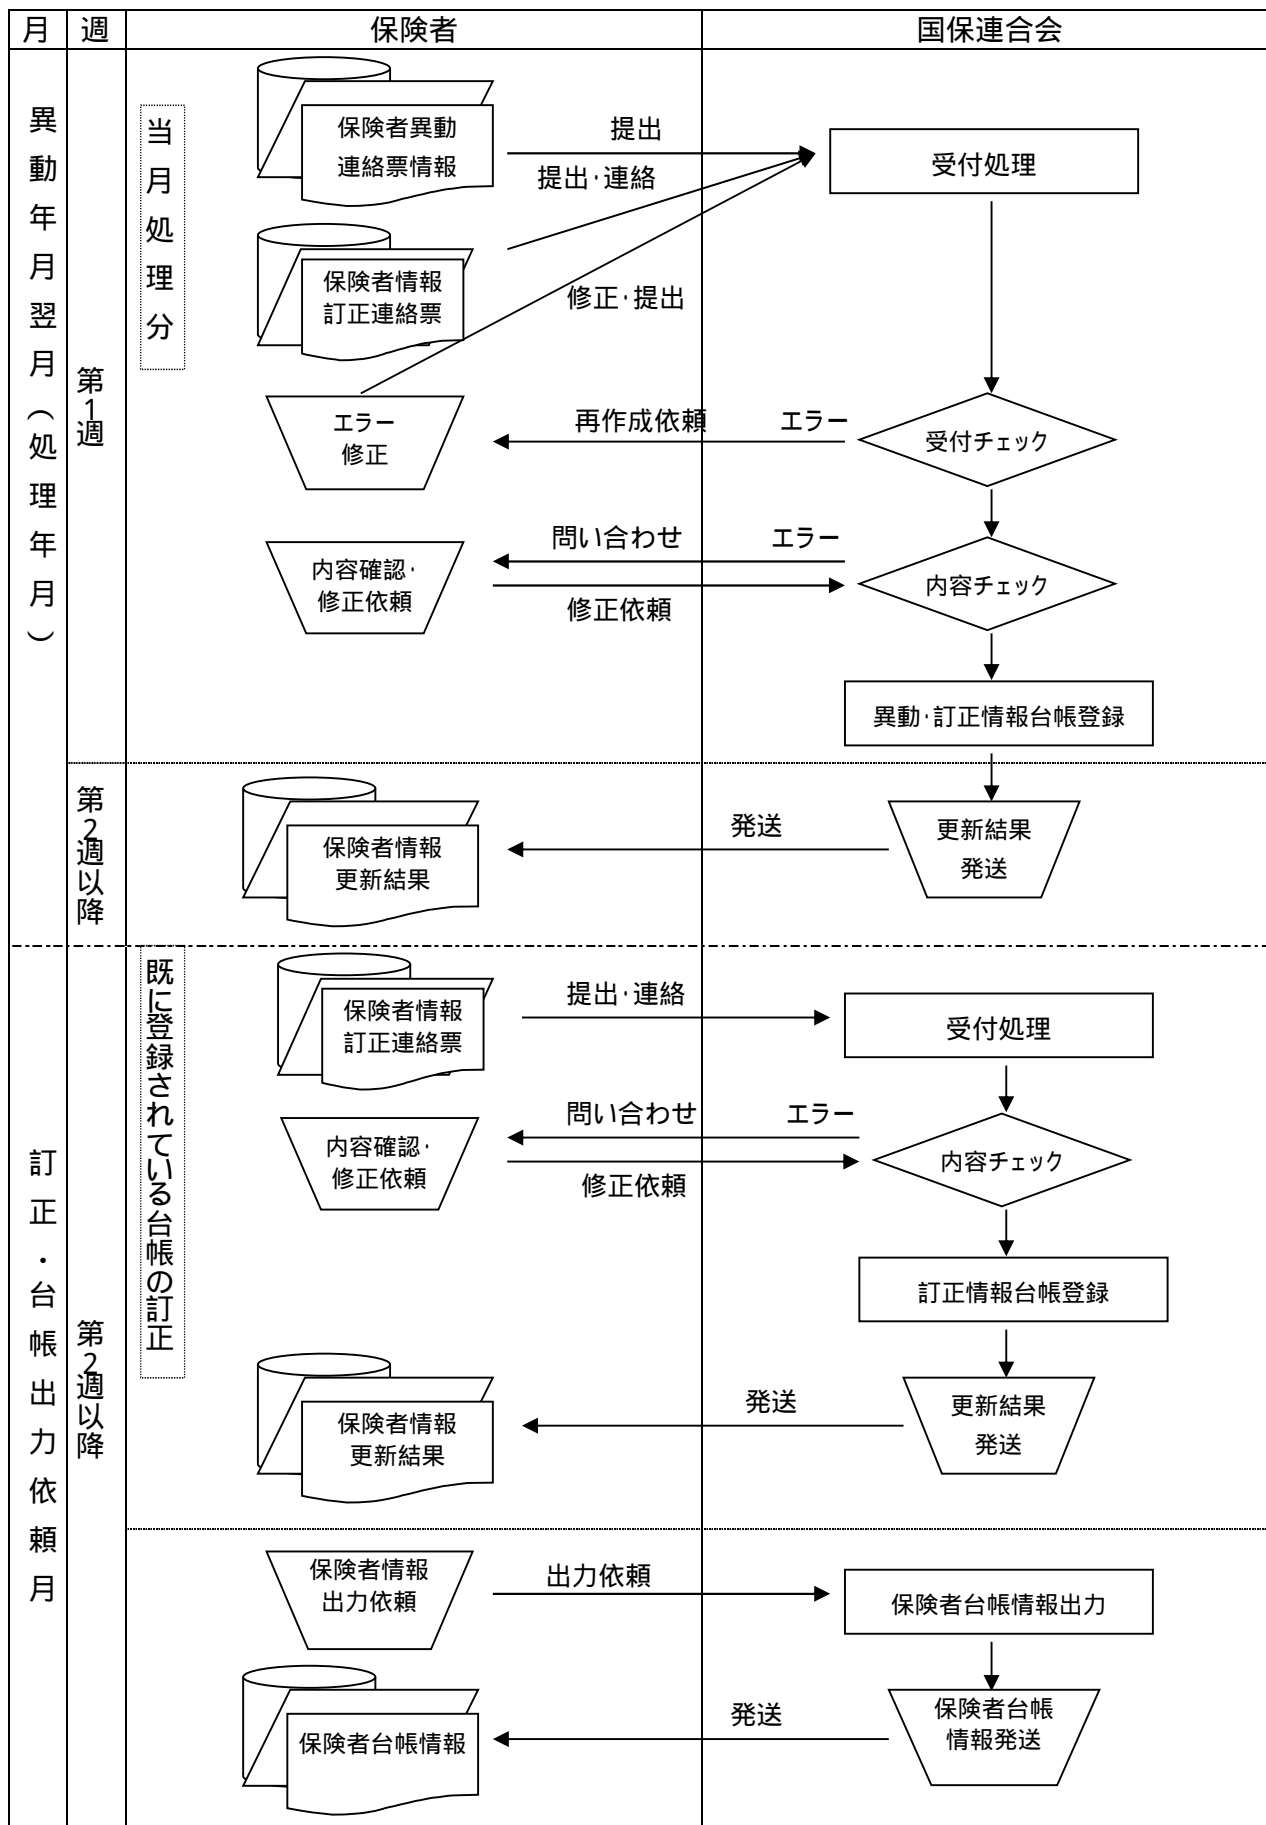 月
週
保険者
国保連合会
異動年月翌月（処理年月）
第1週
当月処理分
保険者異動
連絡票情報
提出
提出・連絡
受付処理
保険者情報
訂正連絡票
修正・提出
エラー
修正
再作成依頼
エラー
受付チェック
問い合わせ
エラー
内容確認・
修正依頼
修正依頼
内容チェック
異動・訂正情報台帳登録
第2週以降
保険者情報
更新結果
発送
更新結果
発送
訂正・台帳出力依頼月
第2週以降
既に登録されている台帳の訂正
保険者情報
訂正連絡票
提出・連絡
受付処理
問い合わせ
エラー
内容確認・
修正依頼
修正依頼
内容チェック
訂正情報台帳登録
保険者情報
更新結果
発送
更新結果
発送
保険者情報
出力依頼
出力依頼
保険者台帳情報出力
保険者台帳情報
発送
保険者台帳
情報発送